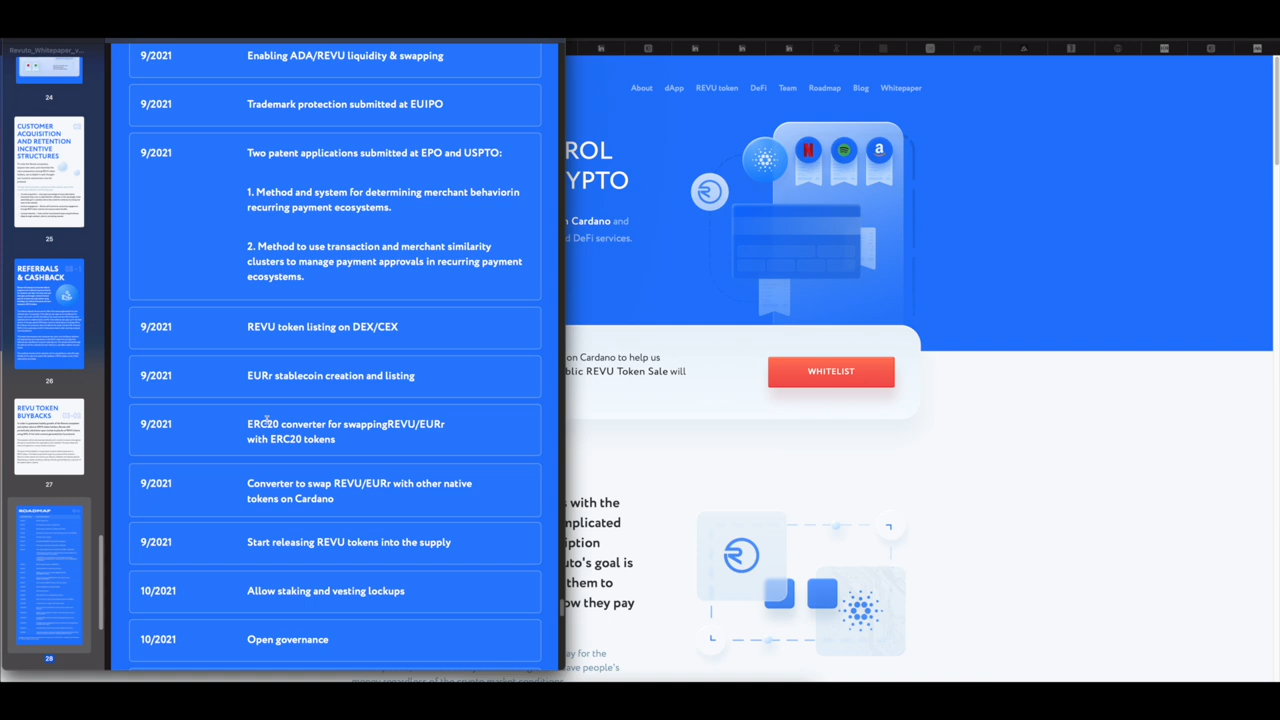 Revuto_Whitepaper_v...
24
CUSTOMER
ACQUISITION
AND RETENTION
INCENTIVE
STRUCTURES
25
REFERRALS
& CASHBACK
26
REVU TOKEN
BUYBACKS
27
ROADMAP
28
9/2021 Enabling ADA/REVU liquidity & swapping
9/2021 Trademark protection submitted at EUIPO
9/2021 Two patent applications submitted at EPO and USPTO:
1. Method and system for determining merchant behaviorin
recurring payment ecosystems.
2. Method to use transaction and merchant similarity
clusters to manage payment approvals in recurring payment
ecosystems.
9/2021 REVU token listing on DEX/CEX
9/2021 EURr stablecoin creation and listing
9/2021 ERC20 converter for swappingREVU/EURr
with ERC20 tokens
9/2021 Converter to swap REVU/EURr with other native
tokens on Cardano
9/2021 Start releasing REVU tokens into the supply
10/2021 Allow staking and vesting lockups
10/2021 Open governance
About dApp REVU token DeFi Team Roadmap Blog Whitepaper
ROL
YPTO
n Cardano and
d DeFi services.
on Cardano to help us
blic REVU Token Sale will
WHITELIST
s with the
mplicated
iption
uto's goal is
them to
ow they pay
ay for the
ave people's
money regardless of the crypto market conditions